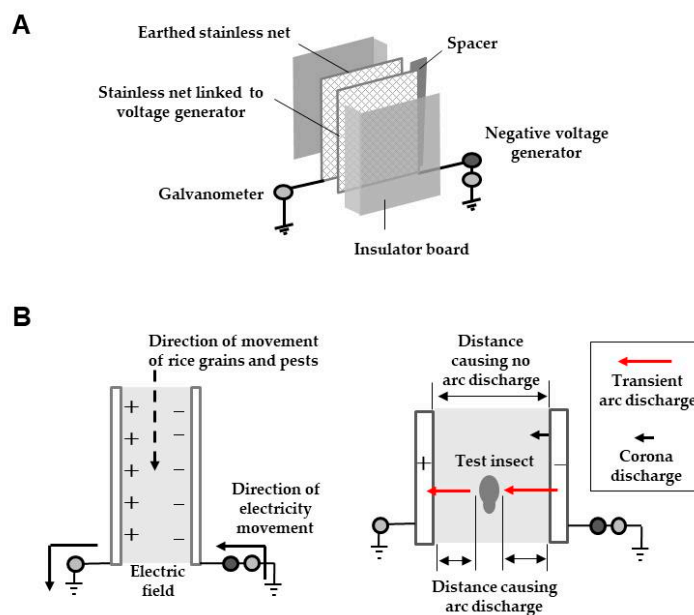 A
Earthed stainless net
Spacer
Stainless net linked to
voltage generator
Negative voltage
generator
Galvanometer
Insulator board
B
Direction of movement
of rice grains and pests
+ −
+ −
+ −
+ −
+ −
Direction of
electricity
movement
Electric
field
Distance
causing no
arc discharge
+
Test insect
−
Distance causing
arc discharge
Transient
arc discharge
Corona
discharge